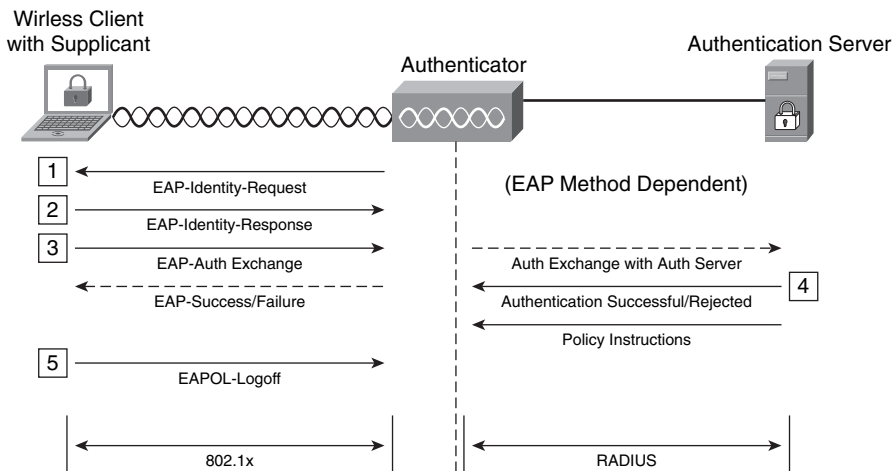 Wirless Client
with Supplicant
Authenticator
Authentication Server
1
EAP-Identity-Request
(EAP Method Dependent)
2
EAP-Identity-Response
3
EAP-Auth Exchange
Auth Exchange with Auth Server
EAP-Success/Failure
Authentication Successful/Rejected
4
Policy Instructions
5
EAPOL-Logoff
802.1x
RADIUS